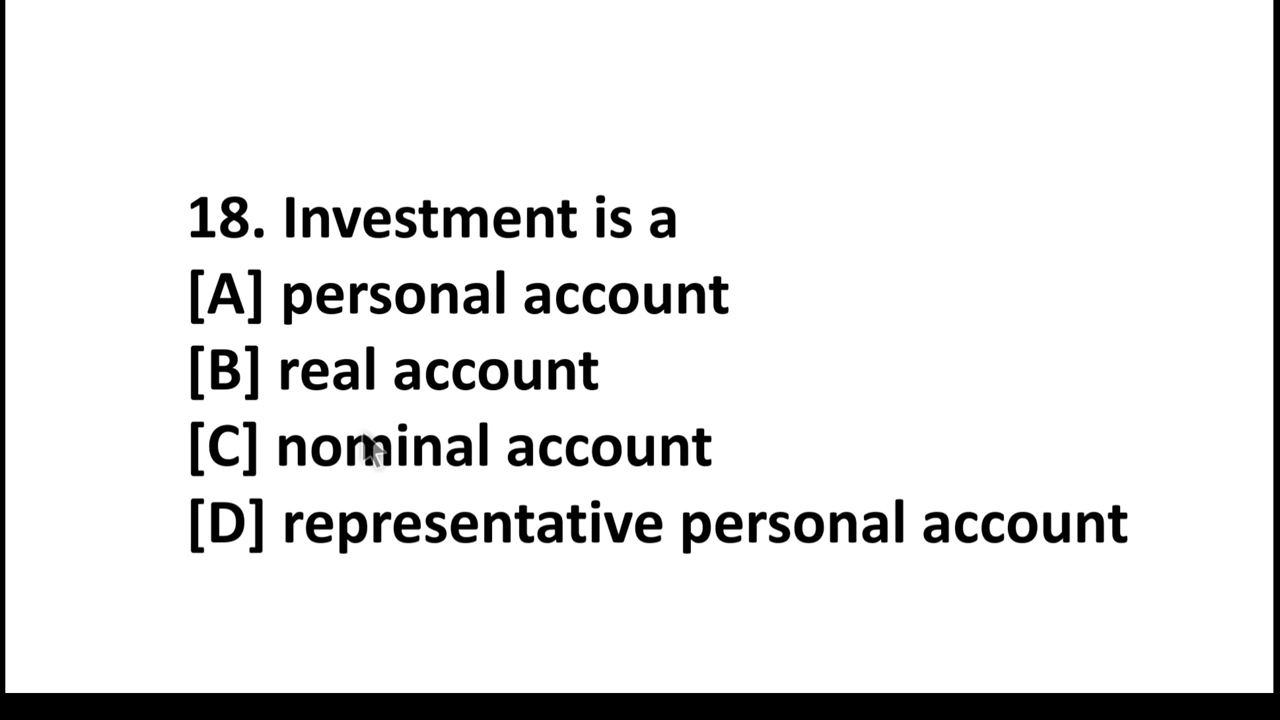 18. Investment is a
[A] personal account
[B] real account
[C] nominal account
[D] representative personal account